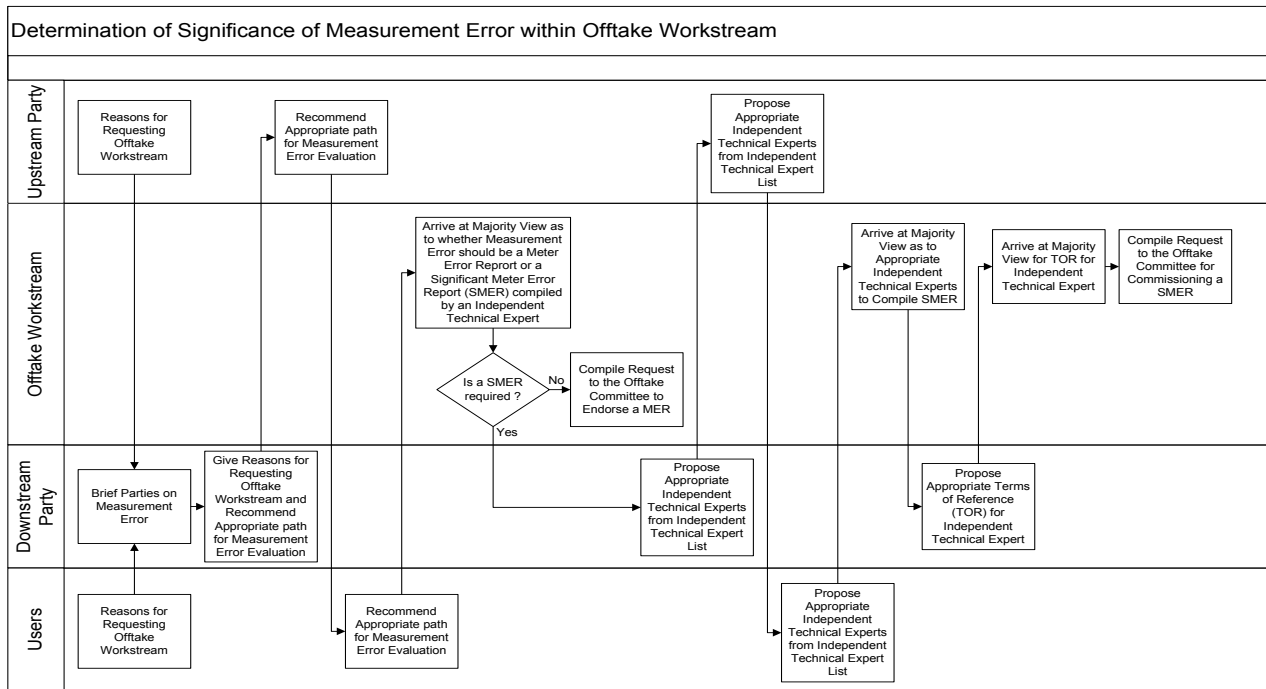 Determination of Significance of Measurement Error within Offtake Workstream
Upstream Party
Reasons for
Requesting
Offtake
Workstream
Recommend
Appropriate path
for Measurement
Error Evaluation
Propose
Appropriate
Independent
Technical Experts
from Independent
Technical Expert
List
Offtake Workstream
Arrive at Majority View as
to whether Measurement
Error should be a Meter
Error Reprort or a
Significant Meter Error
Report (SMER) compiled
by an Independent
Technical Expert
Is a SMER
required ?
No
Yes
Compile Request
to the Offtake
Committee to
Endorse a MER
Arrive at Majority
View as to
Appropriate
Independent
Technical Experts
to Compile SMER
Arrive at Majority
View for TOR for
Independent
Technical Expert
Compile Request
to the Offtake
Committee for
Commissioning a
SMER
Downstream
Party
Brief Parties on
Measurement
Error
Give Reasons for
Requesting
Offtake
Workstream and
Recommend
Appropriate path
for Measurement
Error Evaluation
Propose
Appropriate
Independent
Technical Experts
from Independent
Technical Expert
List
Propose
Appropriate Terms
of Reference
(TOR) for
Independent
Technical Expert
Users
Reasons for
Requesting
Offtake
Workstream
Recommend
Appropriate path
for Measurement
Error Evaluation
Propose
Appropriate
Independent
Technical Experts
from Independent
Technical Expert
List